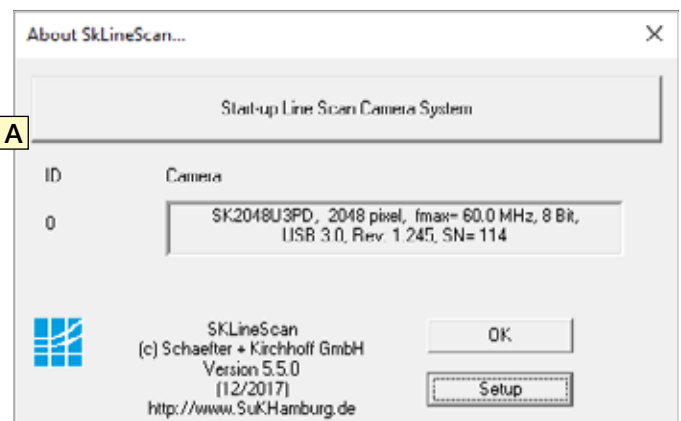 About SkLineScan...
Start-up Line Scan Camera System
A
ID Camera
0 SK2048U3PD, 2048 pixel, fmax= 60.0 MHz, 8 Bit,
USB 3.0, Rev. 1.245, SN= 114
SKLineScan
(c) Schaefter + Kirchhoff GmbH
Version 5.5.0
(12/2017)
http://www.SuKHamburg.de
OK
Setup